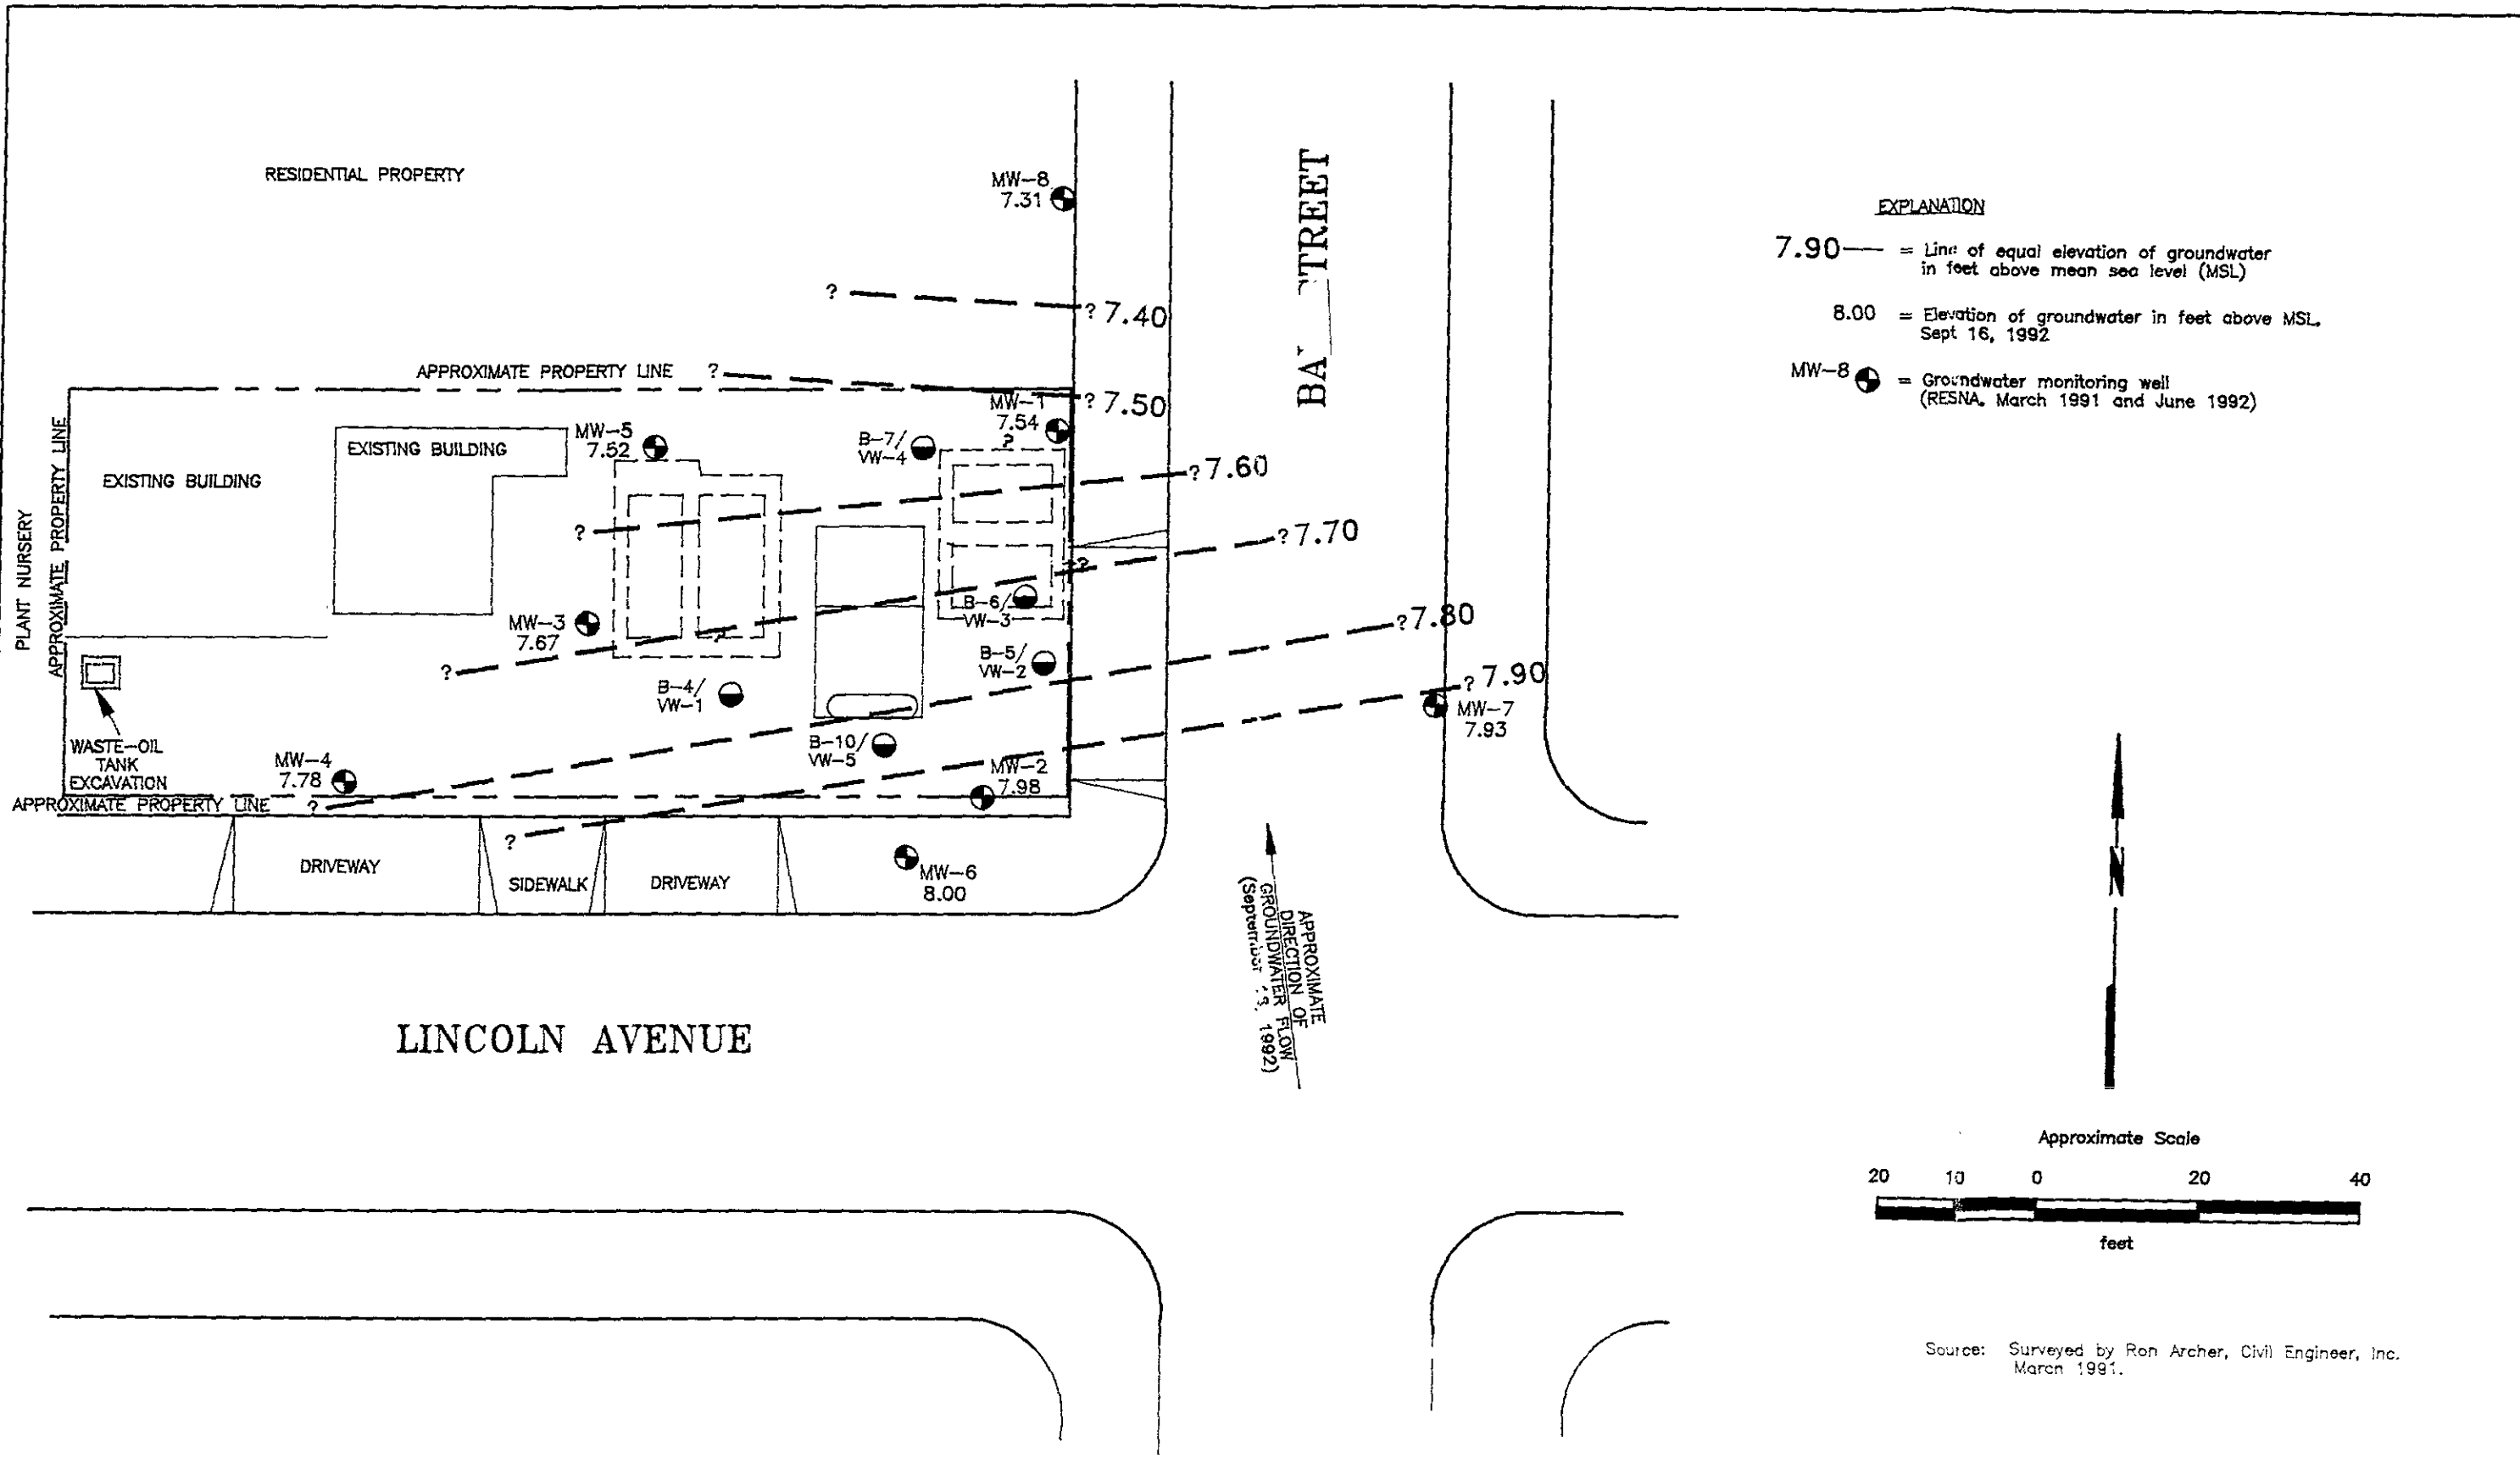 RESIDENTIAL PROPERTY
MW-8
7.31
? ? 7.40
APPROXIMATE PROPERTY LINE
? ? 7.50
MW-1
7.54
?
MW-5
7.52
B-7/
VW-4
EXISTING BUILDING
EXISTING BUILDING
? ? 7.60
? ? 7.70
?
?
MW-3
7.67
B-6/
VW-3
B-5/
VW-2
B-4/
VW-1
? ? 7.80
? ? 7.90
MW-7
7.93
B-10/
VW-5
MW-2
7.98
MW-4
7.78
WASTE-OIL
TANK
EXCAVATION
APPROXIMATE PROPERTY LINE
PLANT NURSERY
APPROXIMATE PROPERTY LINE
DRIVEWAY
SIDEWALK
DRIVEWAY
MW-6
8.00
LINCOLN AVENUE
APPROXIMATE
DIRECTION OF
GROUNDWATER FLOW
1992)
EXPLANATION
7.90 = Line of equal elevation of groundwater
in feet above mean sea level (MSL)
8.00 = Elevation of groundwater in feet above MSL,
Sept 16, 1992
MW-8 = Groundwater monitoring well
(RESNA, March 1991 and June 1992)
N
Approximate Scale
20 10 0 20 40
feet
Source: Surveyed by Ron Archer, Civil Engineer, Inc.
March 1991.